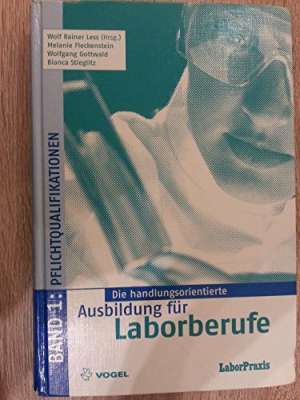 Wolf Rainer Less (Hrsg.)
Melanie Fleckenstein
Wolfgang Gottwald
Bianca Stieglitz
BAND 1: PFLICHTQUALIFIKATIONEN
Die handlungsorientierte
Ausbildung für
Laborberufe
VOGEL
LaborPraxis